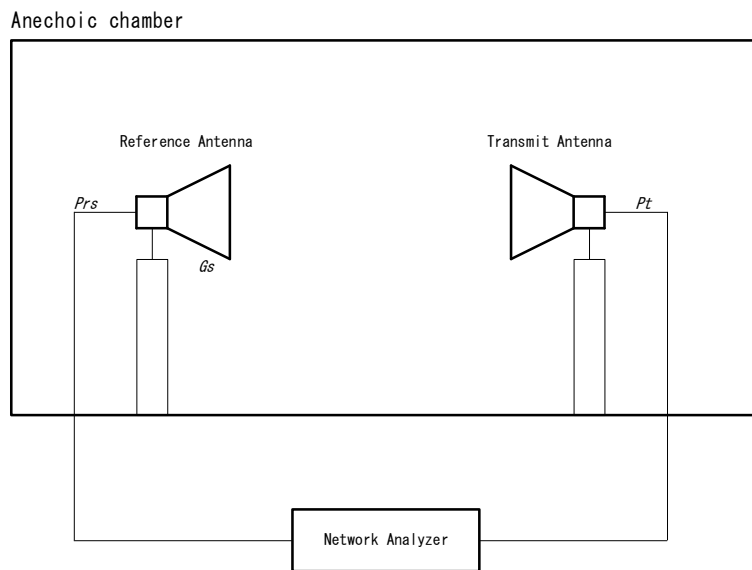 Anechoic chamber
Reference Antenna
Transmit Antenna
Prs
Pt
Gs
Network Analyzer